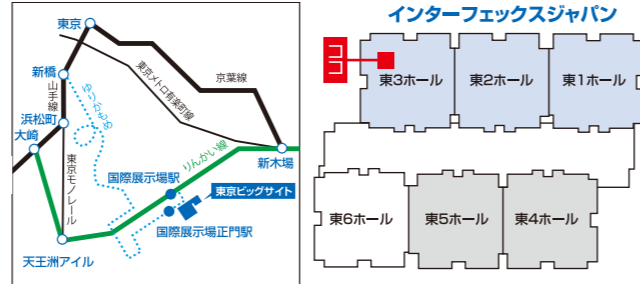 東京
新橋
山手線
浜松町
大崎
ゆりかもめ
東京メトロ有楽町線
京葉線
東京モノレール
りんかい線
新木場
国際展示場駅
東京ビッグサイト
国際展示場正門駅
天王洲アイル
インターフェックスジャパン
ココ
東3ホール
東2ホール
東1ホール
東6ホール
東5ホール
東4ホール